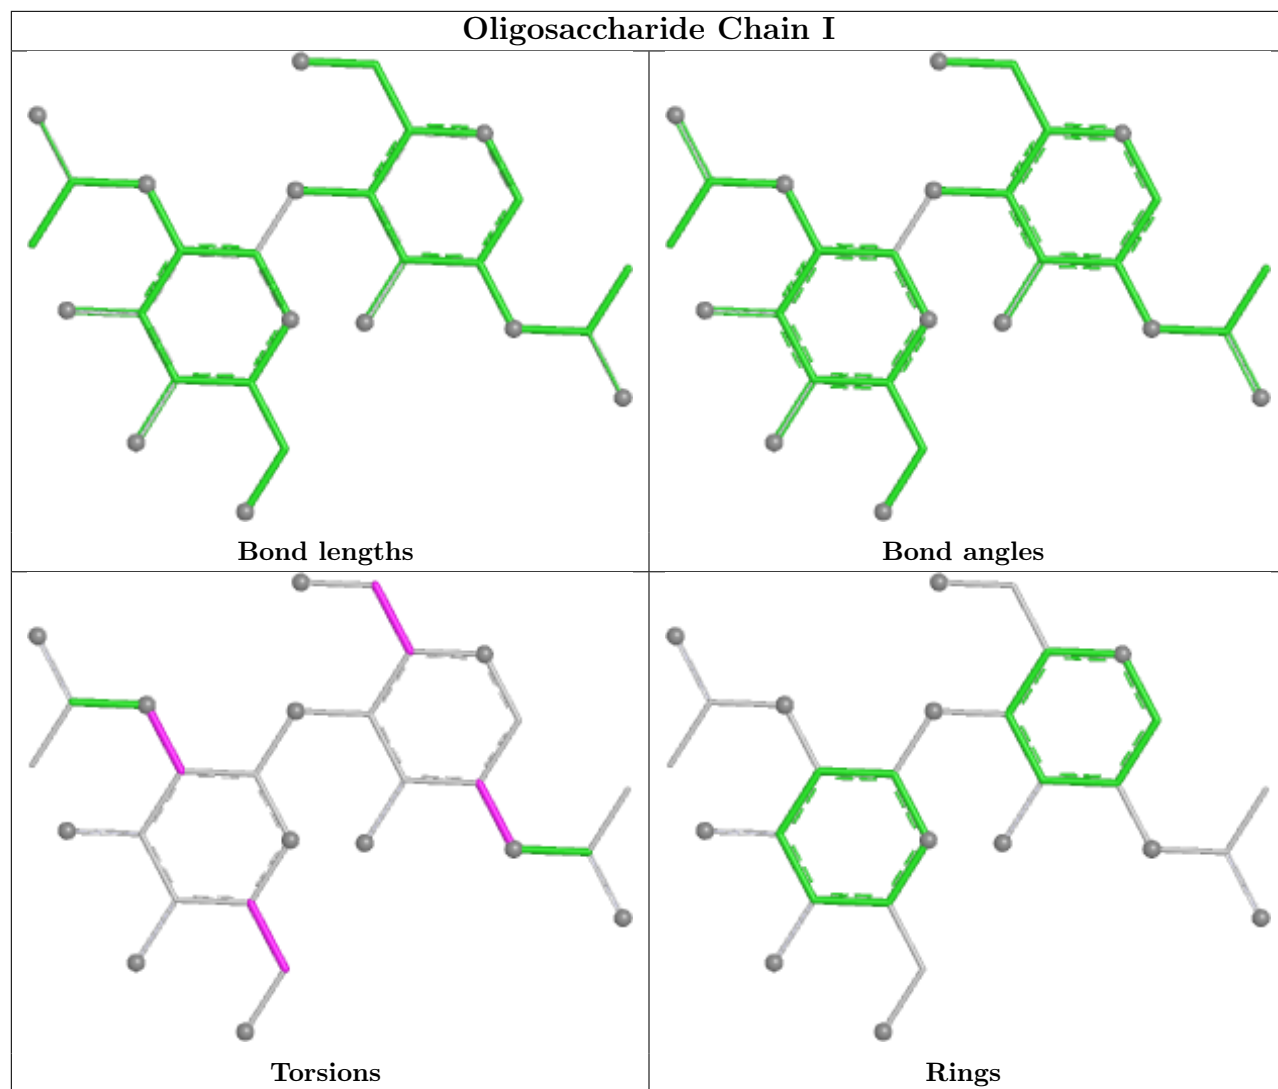 Oligosaccharide Chain I
Bond lengths
Bond angles
Torsions
Rings